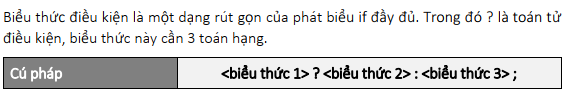 Biểu thức điều kiện là một dạng rút gọn của phát biểu if đầy đủ. Trong đó ? là toán tử
điều kiện, biểu thức này cần 3 toán hạng.
Cú pháp <biểu thức 1> ? <biểu thức 2> : <biểu thức 3> ;